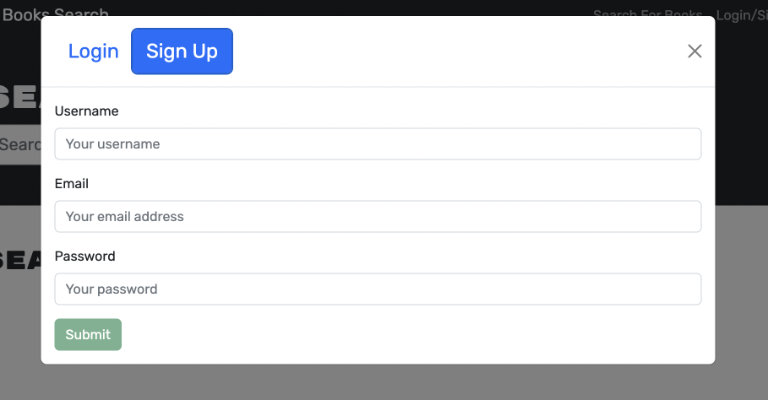 Books Search
Search For Books Login/Si
Login Sign Up
SEA
Searc
Username
Your username
Email
Your email address
SEA
Password
Your password
Submit